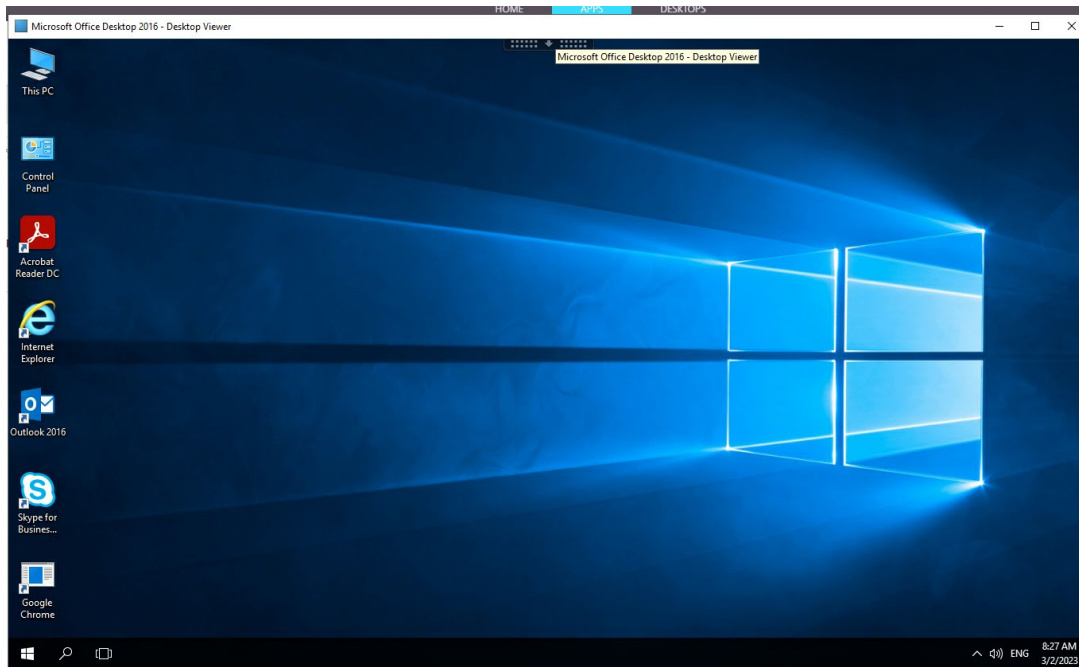 HOME APPS DESKTOPS
Microsoft Office Desktop 2016 - Desktop Viewer
Microsoft Office Desktop 2016 - Desktop Viewer
This PC
Control
Panel
Acrobat
Reader DC
Internet
Explorer
Outlook 2016
Skype for
Busines...
Google
Chrome
ENG
8:27 AM
3/2/2023